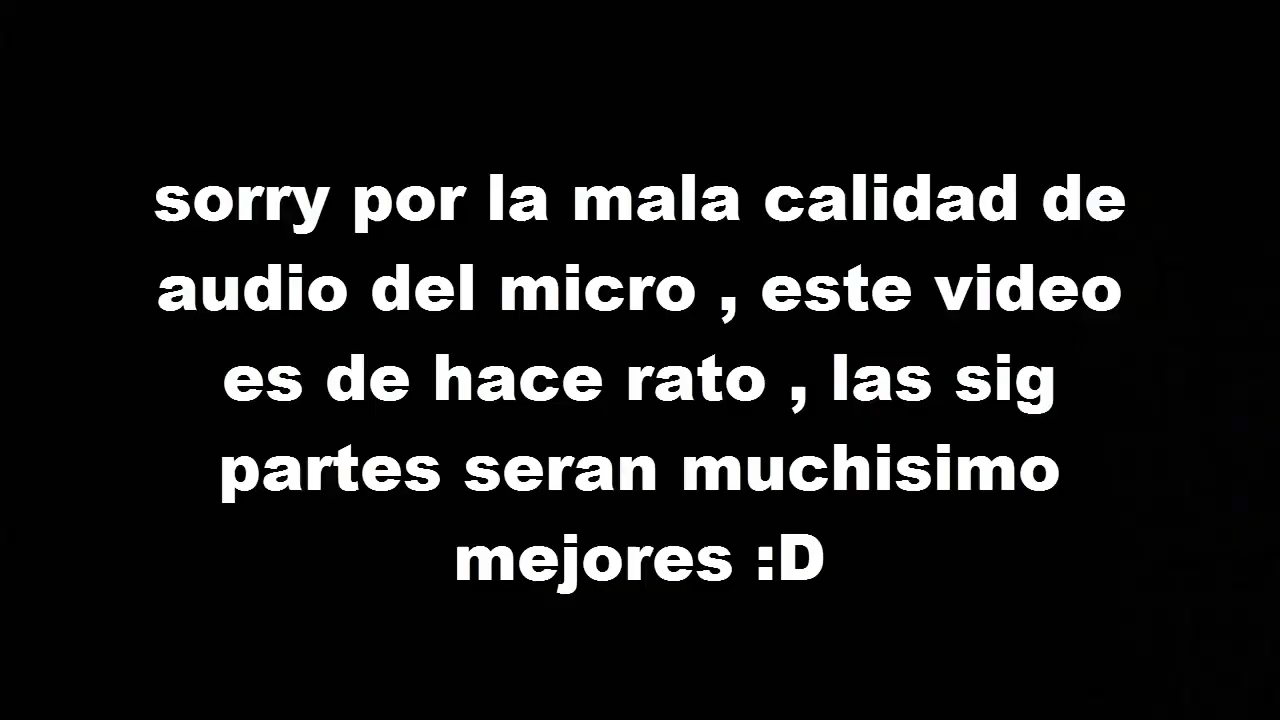 sorry por la mala calidad de
audio del micro , este video
es de hace rato , las sig
partes seran muchisimo
mejores :D